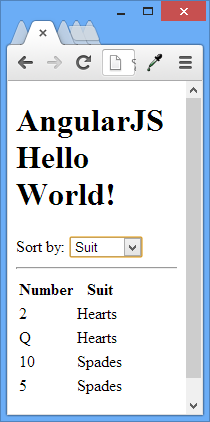 AngularJS
Hello
World!
Sort by: Suit
Number Suit
2 Hearts
Q Hearts
10 Spades
5 Spades